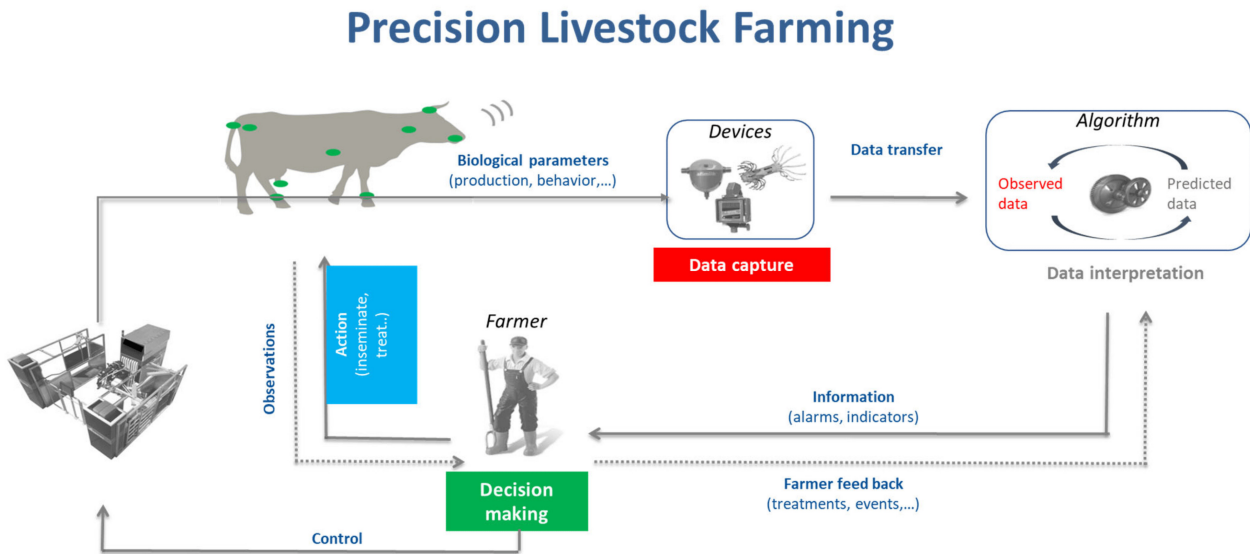 Precision Livestock Farming
Biological parameters
(production, behavior,...)
Devices
Data capture
Data transfer
Algorithm
Observed
data
Predicted
data
Data interpretation
Observations
Action
(inseminate,
treat..)
Farmer
Decision
making
Information
(alarms, indicators)
Farmer feed back
(treatments, events,...)
Control